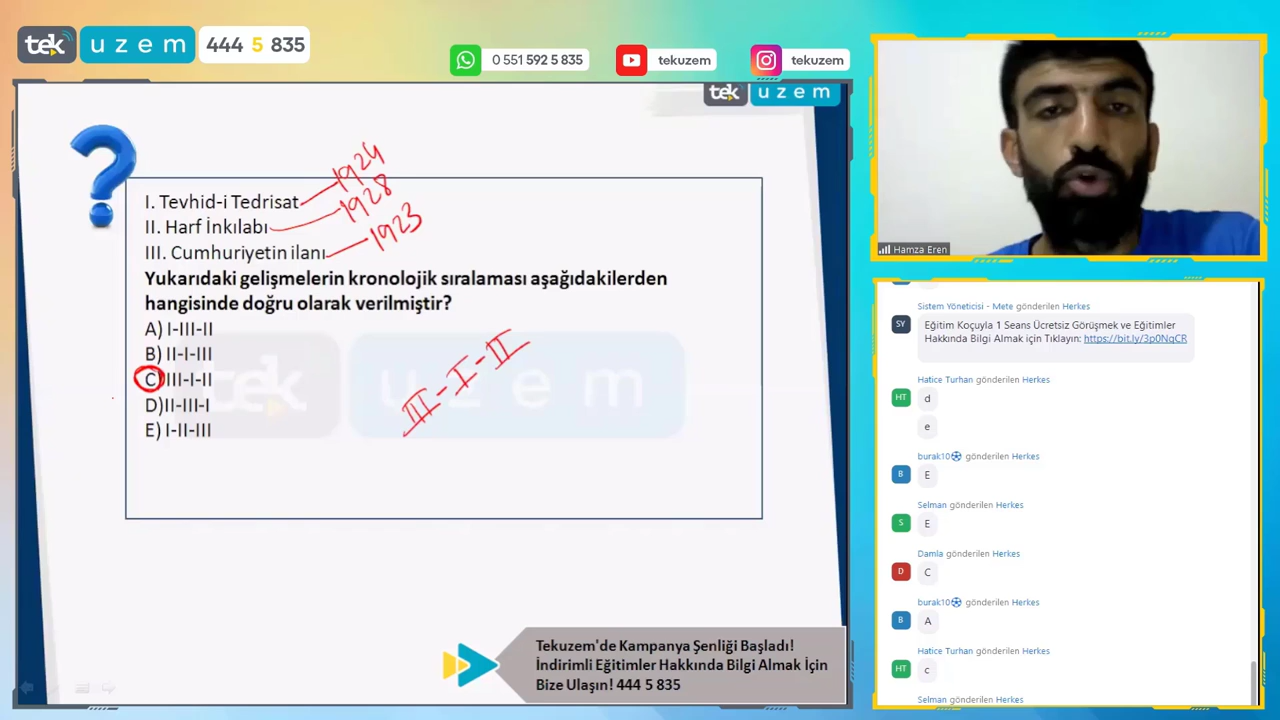 tek uzem 444 5 835
0 551 592 5 835
tekuzem
tekuzem
tek uzem
I. Tevhid-i Tedrisat 1924
II. Harf İnkılabı 1928
III. Cumhuriyetin ilanı 1923
Yukarıdaki gelişmelerin kronolojik sıralaması aşağıdakilerden
hangisinde doğru olarak verilmiştir?
A) I-III-II
B) II-I-III
C) III-I-II
D)II-III-I
E) I-II-III
III-I-II
tek uzem
Tekuzem'de Kampanya Şenliği Başladı!
İndirimli Eğitimler Hakkında Bilgi Almak İçin
Bize Ulaşın! 444 5 835
Hamza Eren
Sistem Yöneticisi - Mete gönderilen Herkes
SY
Eğitim Koçuyla 1 Seans Ücretsiz Görüşmek ve Eğitimler
Hakkında Bilgi Almak için Tıklayın: https://bit.ly/3p0NqCR
Hatice Turhan gönderilen Herkes
HT d
e
burak10⚽ gönderilen Herkes
B E
Selman gönderilen Herkes
S E
Damla gönderilen Herkes
D C
burak10⚽ gönderilen Herkes
B A
Hatice Turhan gönderilen Herkes
HT c
Selman gönderilen Herkes